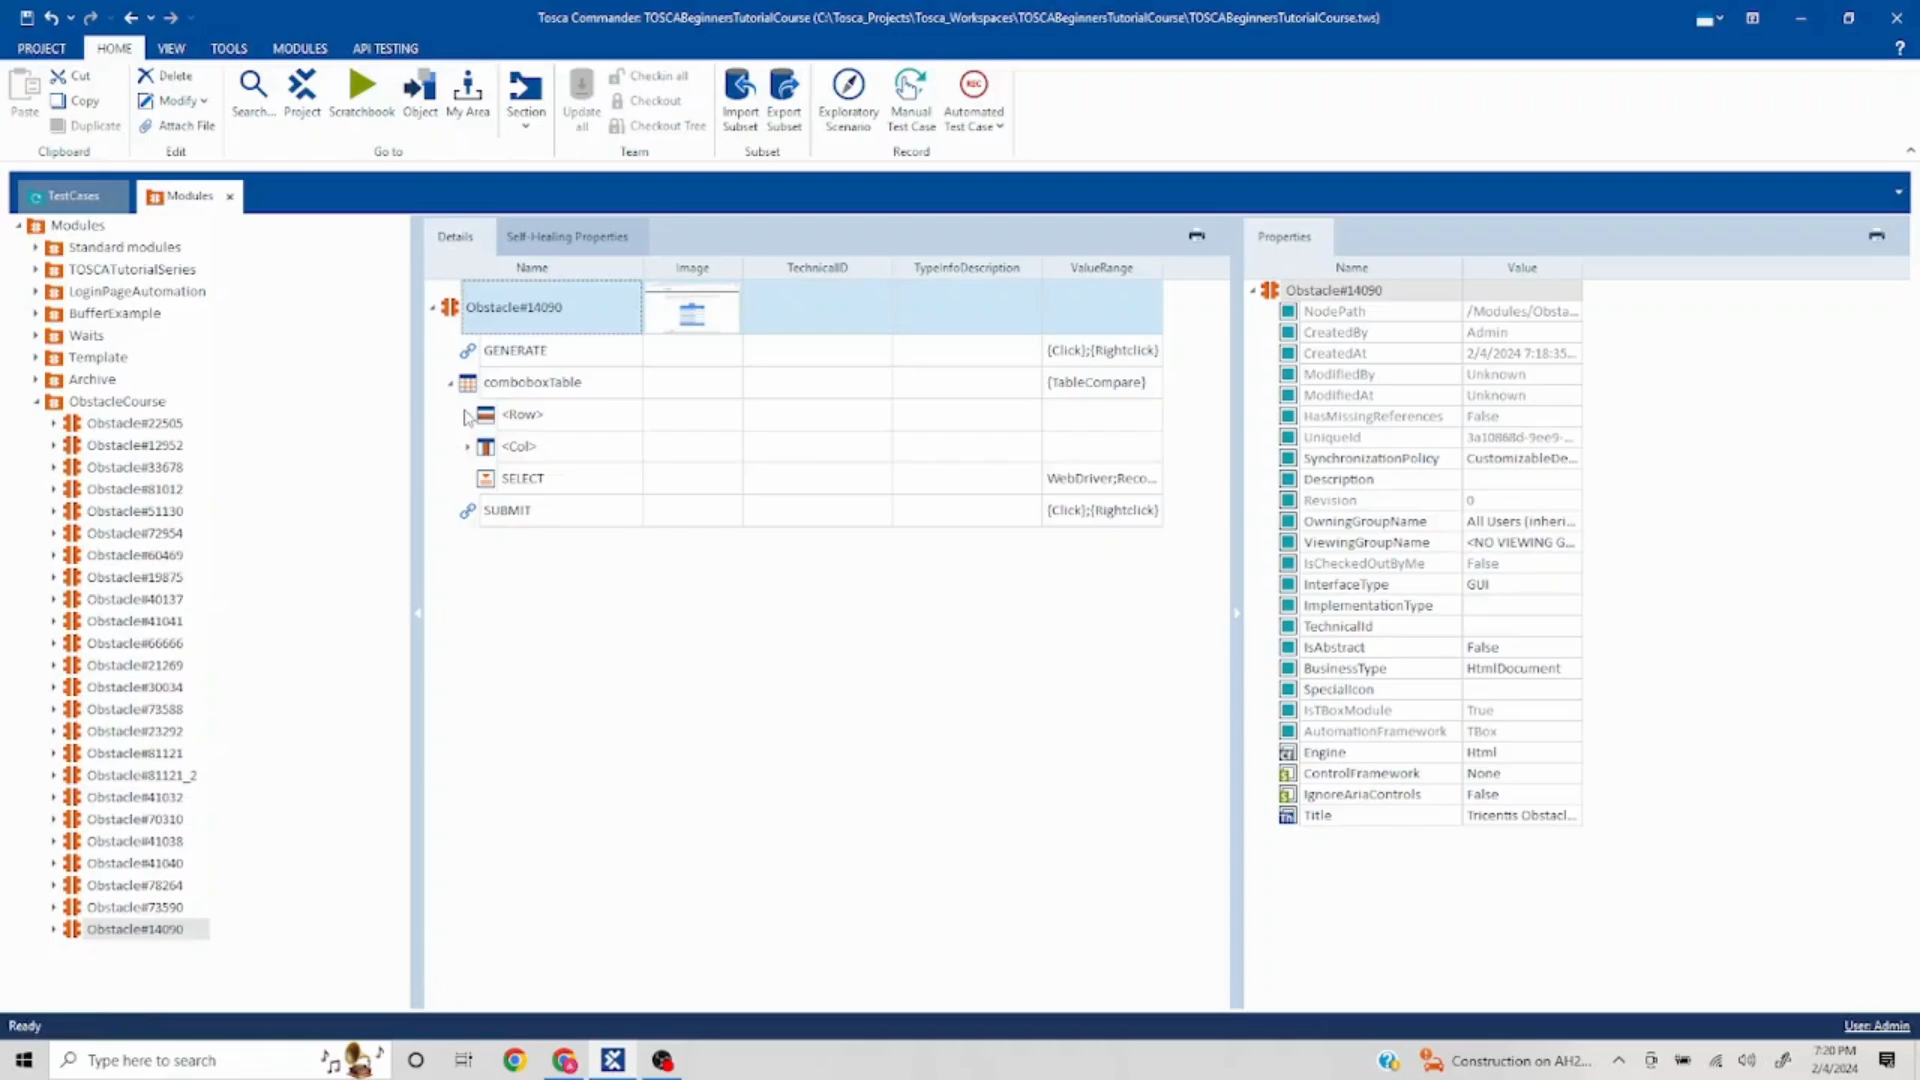 Tosca Commander: TOSCABeginnersTutorialCourse (C:\Tosca_Projects\Tosca_Workspaces\TOSCABeginnersTutorialCourse\TOSCABeginnersTutorialCourse.tws)
PROJECT HOME VIEW TOOLS MODULES API TESTING ?
Paste Cut Copy Duplicate
Clipboard
Delete Modify Attach File
Edit
Search... Project Scratchbook Object My Area Section
Go to
Update all Checkin all Checkout Checkout Tree
Team
Import Subset Export Subset
Subset
Exploratory Scenario Manual Test Case REC Automated Test Case
Record
TestCases Modules x
Modules
Standard modules
TOSCATutorialSeries
LoginPageAutomation
BufferExample
Waits
Template
Archive
ObstacleCourse
Obstacle#22505
Obstacle#12952
Obstacle#33678
Obstacle#81012
Obstacle#51130
Obstacle#72954
Obstacle#60469
Obstacle#19875
Obstacle#40137
Obstacle#41041
Obstacle#66666
Obstacle#21269
Obstacle#30034
Obstacle#73588
Obstacle#23292
Obstacle#81121
Obstacle#81121_2
Obstacle#41032
Obstacle#70310
Obstacle#41038
Obstacle#41040
Obstacle#78264
Obstacle#73590
Obstacle#14090
Details Self-Healing Properties
Name Image TechnicalID TypeInfoDescription ValueRange
Obstacle#14090
GENERATE {Click};{Rightclick}
comboboxTable {TableCompare}
<Row>
<Col>
SELECT WebDriver;Reco...
SUBMIT {Click};{Rightclick}
Properties
Name Value
Obstacle#14090
NodePath /Modules/Obsta...
CreatedBy Admin
CreatedAt 2/4/2024 7:18:35...
ModifiedBy Unknown
ModifiedAt Unknown
HasMissingReferences False
UniqueId 3a10868d-9ee9-...
SynchronizationPolicy CustomizableDe...
Description
Revision 0
OwningGroupName All Users (inheri...
ViewingGroupName <NO VIEWING G...
IsCheckedOutByMe False
InterfaceType GUI
ImplementationType
TechnicalId
IsAbstract False
BusinessType HtmlDocument
SpecialIcon
IsTBoxModule True
AutomationFramework TBox
Engine Html
ControlFramework None
IgnoreAriaControls False
Title Tricentis Obstacl...
Ready User: Admin
Type here to search Construction on AH2... 7:20 PM
2/4/2024